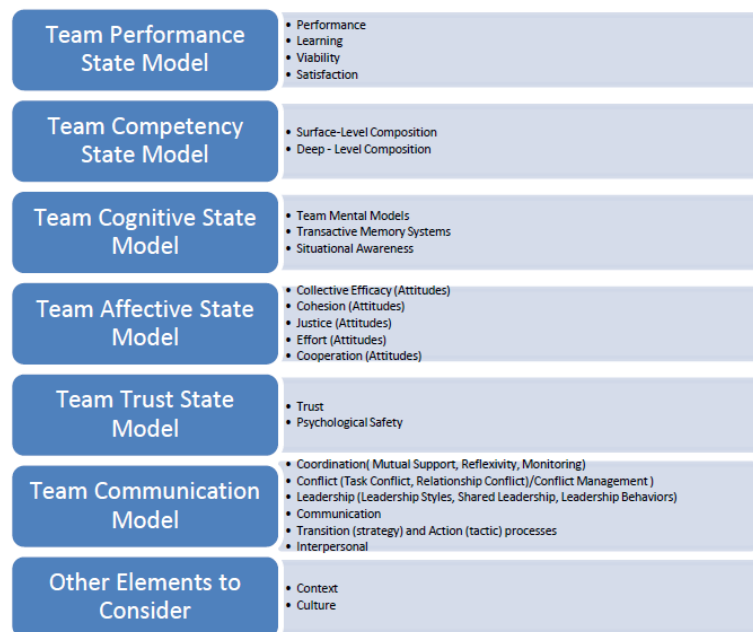 Team Performance
State Model
• Performance
• Learning
• Viability
• Satisfaction
Team Competency
State Model
• Surface-Level Composition
• Deep - Level Composition
Team Cognitive State
Model
• Team Mental Models
• Transactive Memory Systems
• Situational Awareness
Team Affective State
Model
• Collective Efficacy (Attitudes)
• Cohesion (Attitudes)
• Justice (Attitudes)
• Effort (Attitudes)
• Cooperation (Attitudes)
Team Trust State
Model
• Trust
• Psychological Safety
Team Communication
Model
• Coordination( Mutual Support, Reflexivity, Monitoring)
• Conflict (Task Conflict, Relationship Conflict)/Conflict Management )
• Leadership (Leadership Styles, Shared Leadership, Leadership Behaviors)
• Communication
• Transition (strategy) and Action (tactic) processes
• Interpersonal
Other Elements to
Consider
• Context
• Culture